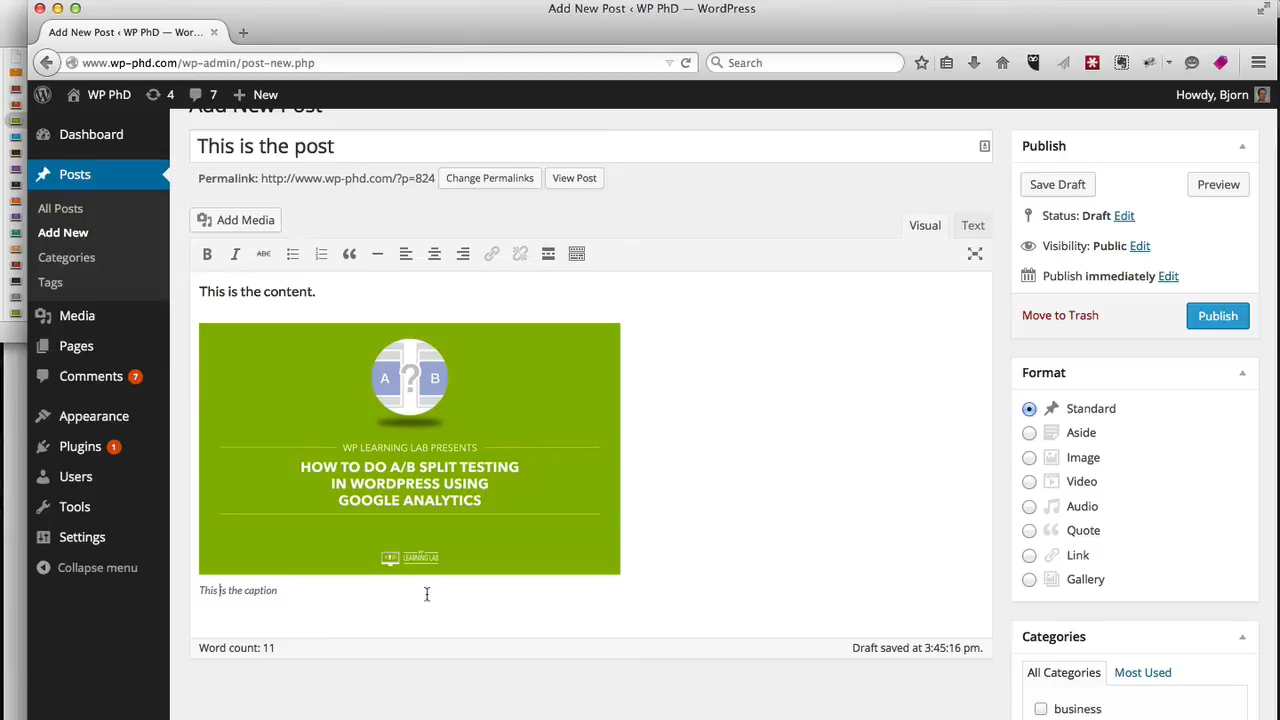 Add New Post ‹ WP PhD — WordPress
Add New Post ‹ WP PhD — Wor...
www.wp-phd.com/wp-admin/post-new.php
Search
WP PhD 4 7 New
Howdy, Bjorn
Add New Post
Dashboard
Posts
All Posts
Add New
Categories
Tags
Media
Pages
Comments 7
Appearance
Plugins 1
Users
Tools
Settings
Collapse menu
This is the post
Permalink: http://www.wp-phd.com/?p=824 Change Permalinks View Post
Add Media
Visual Text
B I ABC
This is the content.
A ? B
WP LEARNING LAB PRESENTS
HOW TO DO A/B SPLIT TESTING
IN WORDPRESS USING
GOOGLE ANALYTICS
LEARNING LAB
This is the caption
Word count: 11
Draft saved at 3:45:16 pm.
Publish
Save Draft Preview
Status: Draft Edit
Visibility: Public Edit
Publish immediately Edit
Move to Trash Publish
Format
Standard
Aside
Image
Video
Audio
Quote
Link
Gallery
Categories
All Categories Most Used
business